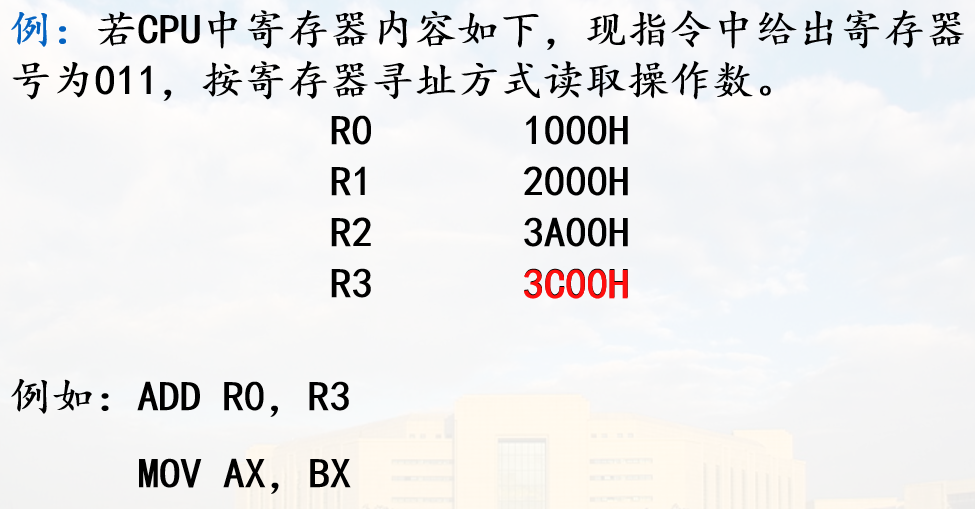 例：若CPU中寄存器内容如下，现指令中给出寄存器
号为011，按寄存器寻址方式读取操作数。
R0 1000H
R1 2000H
R2 3A00H
R3 3C00H
例如：ADD R0, R3
MOV AX, BX